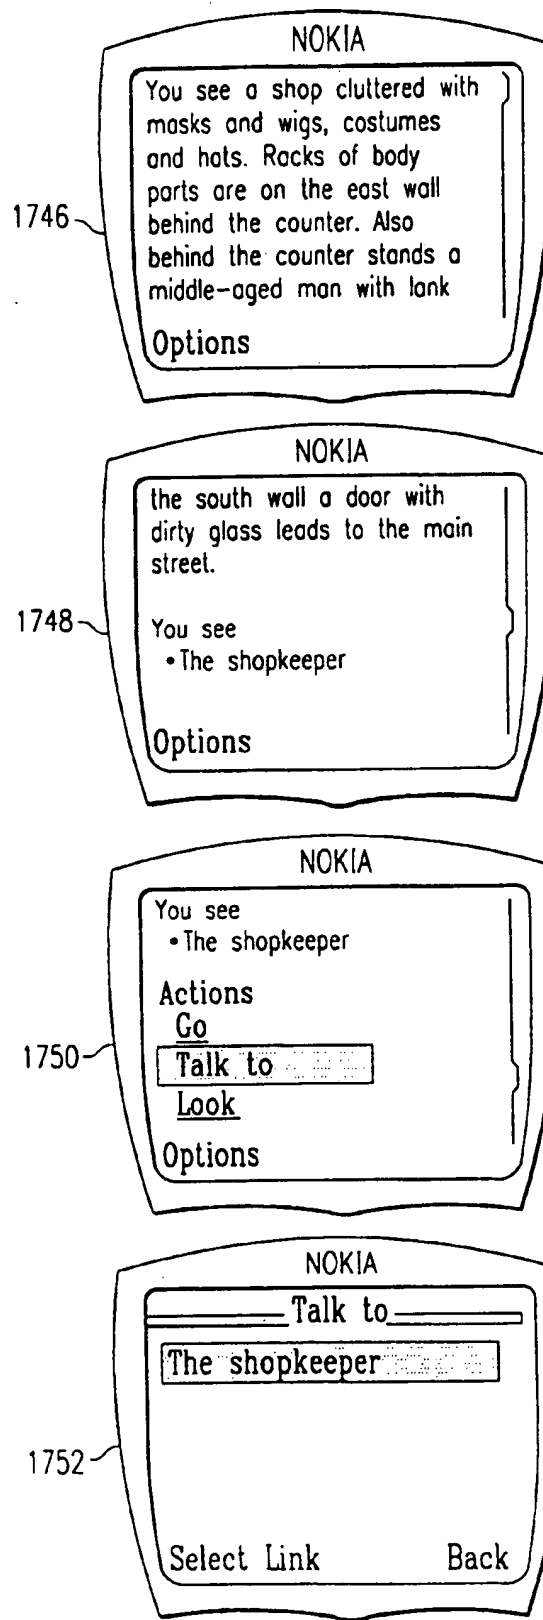 NOKIA
You see a shop cluttered with
masks and wigs, costumes
and hats. Racks of body
parts are on the east wall
behind the counter. Also
behind the counter stands a
middle-aged man with lank
Options
1746
NOKIA
the south wall a door with
dirty glass leads to the main
street.
You see
•The shopkeeper
Options
1748
NOKIA
You see
•The shopkeeper
Actions
Go
Talk to
Look
Options
1750
NOKIA
Talk to
The shopkeeper
Select Link Back
1752